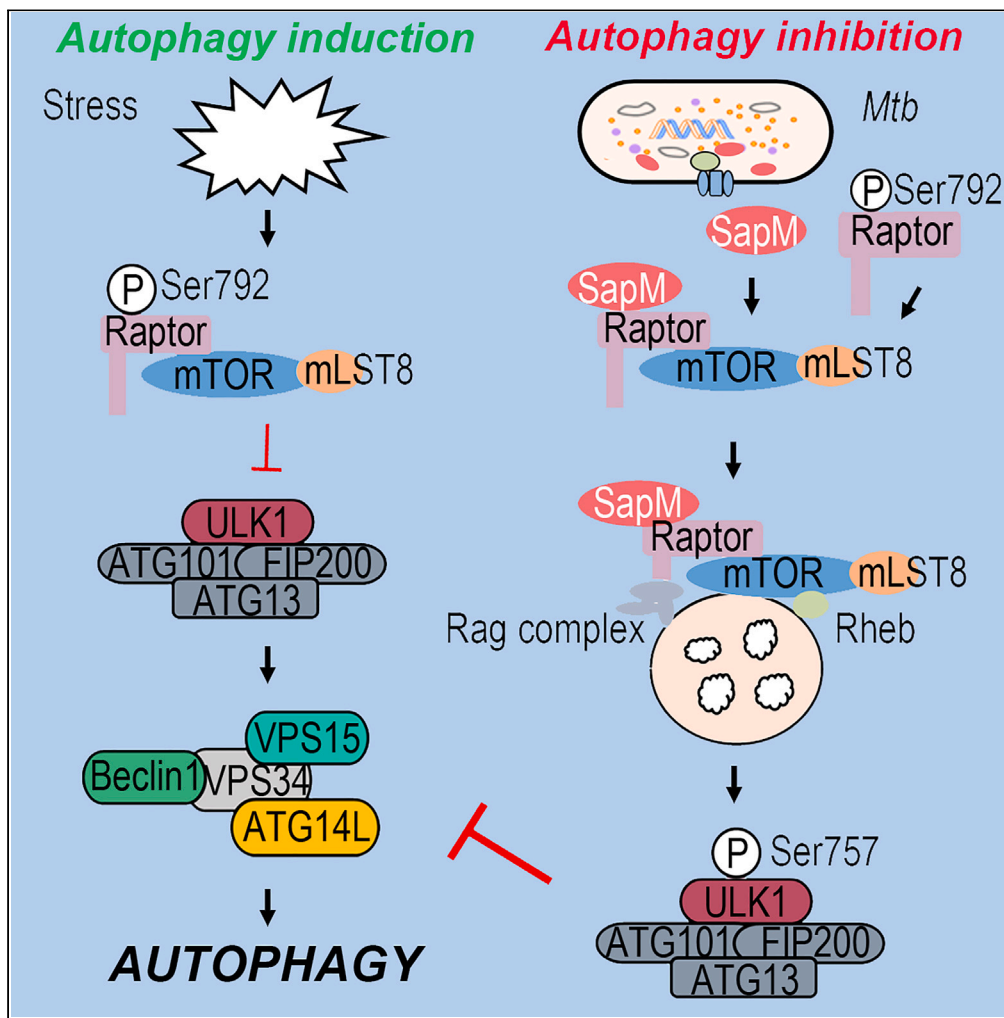 Autophagy induction
Stress
P Ser792
Raptor
mTOR mLST8
ULK1
ATG101 FIP200
ATG13
VPS15
Beclin1 VPS34
ATG14L
AUTOPHAGY
Autophagy inhibition
Mtb
P Ser792
Raptor
SapM
SapM
Raptor
mTOR mLST8
SapM
Raptor
mTOR mLST8
Rag complex Rheb
P Ser757
ULK1
ATG101 FIP200
ATG13